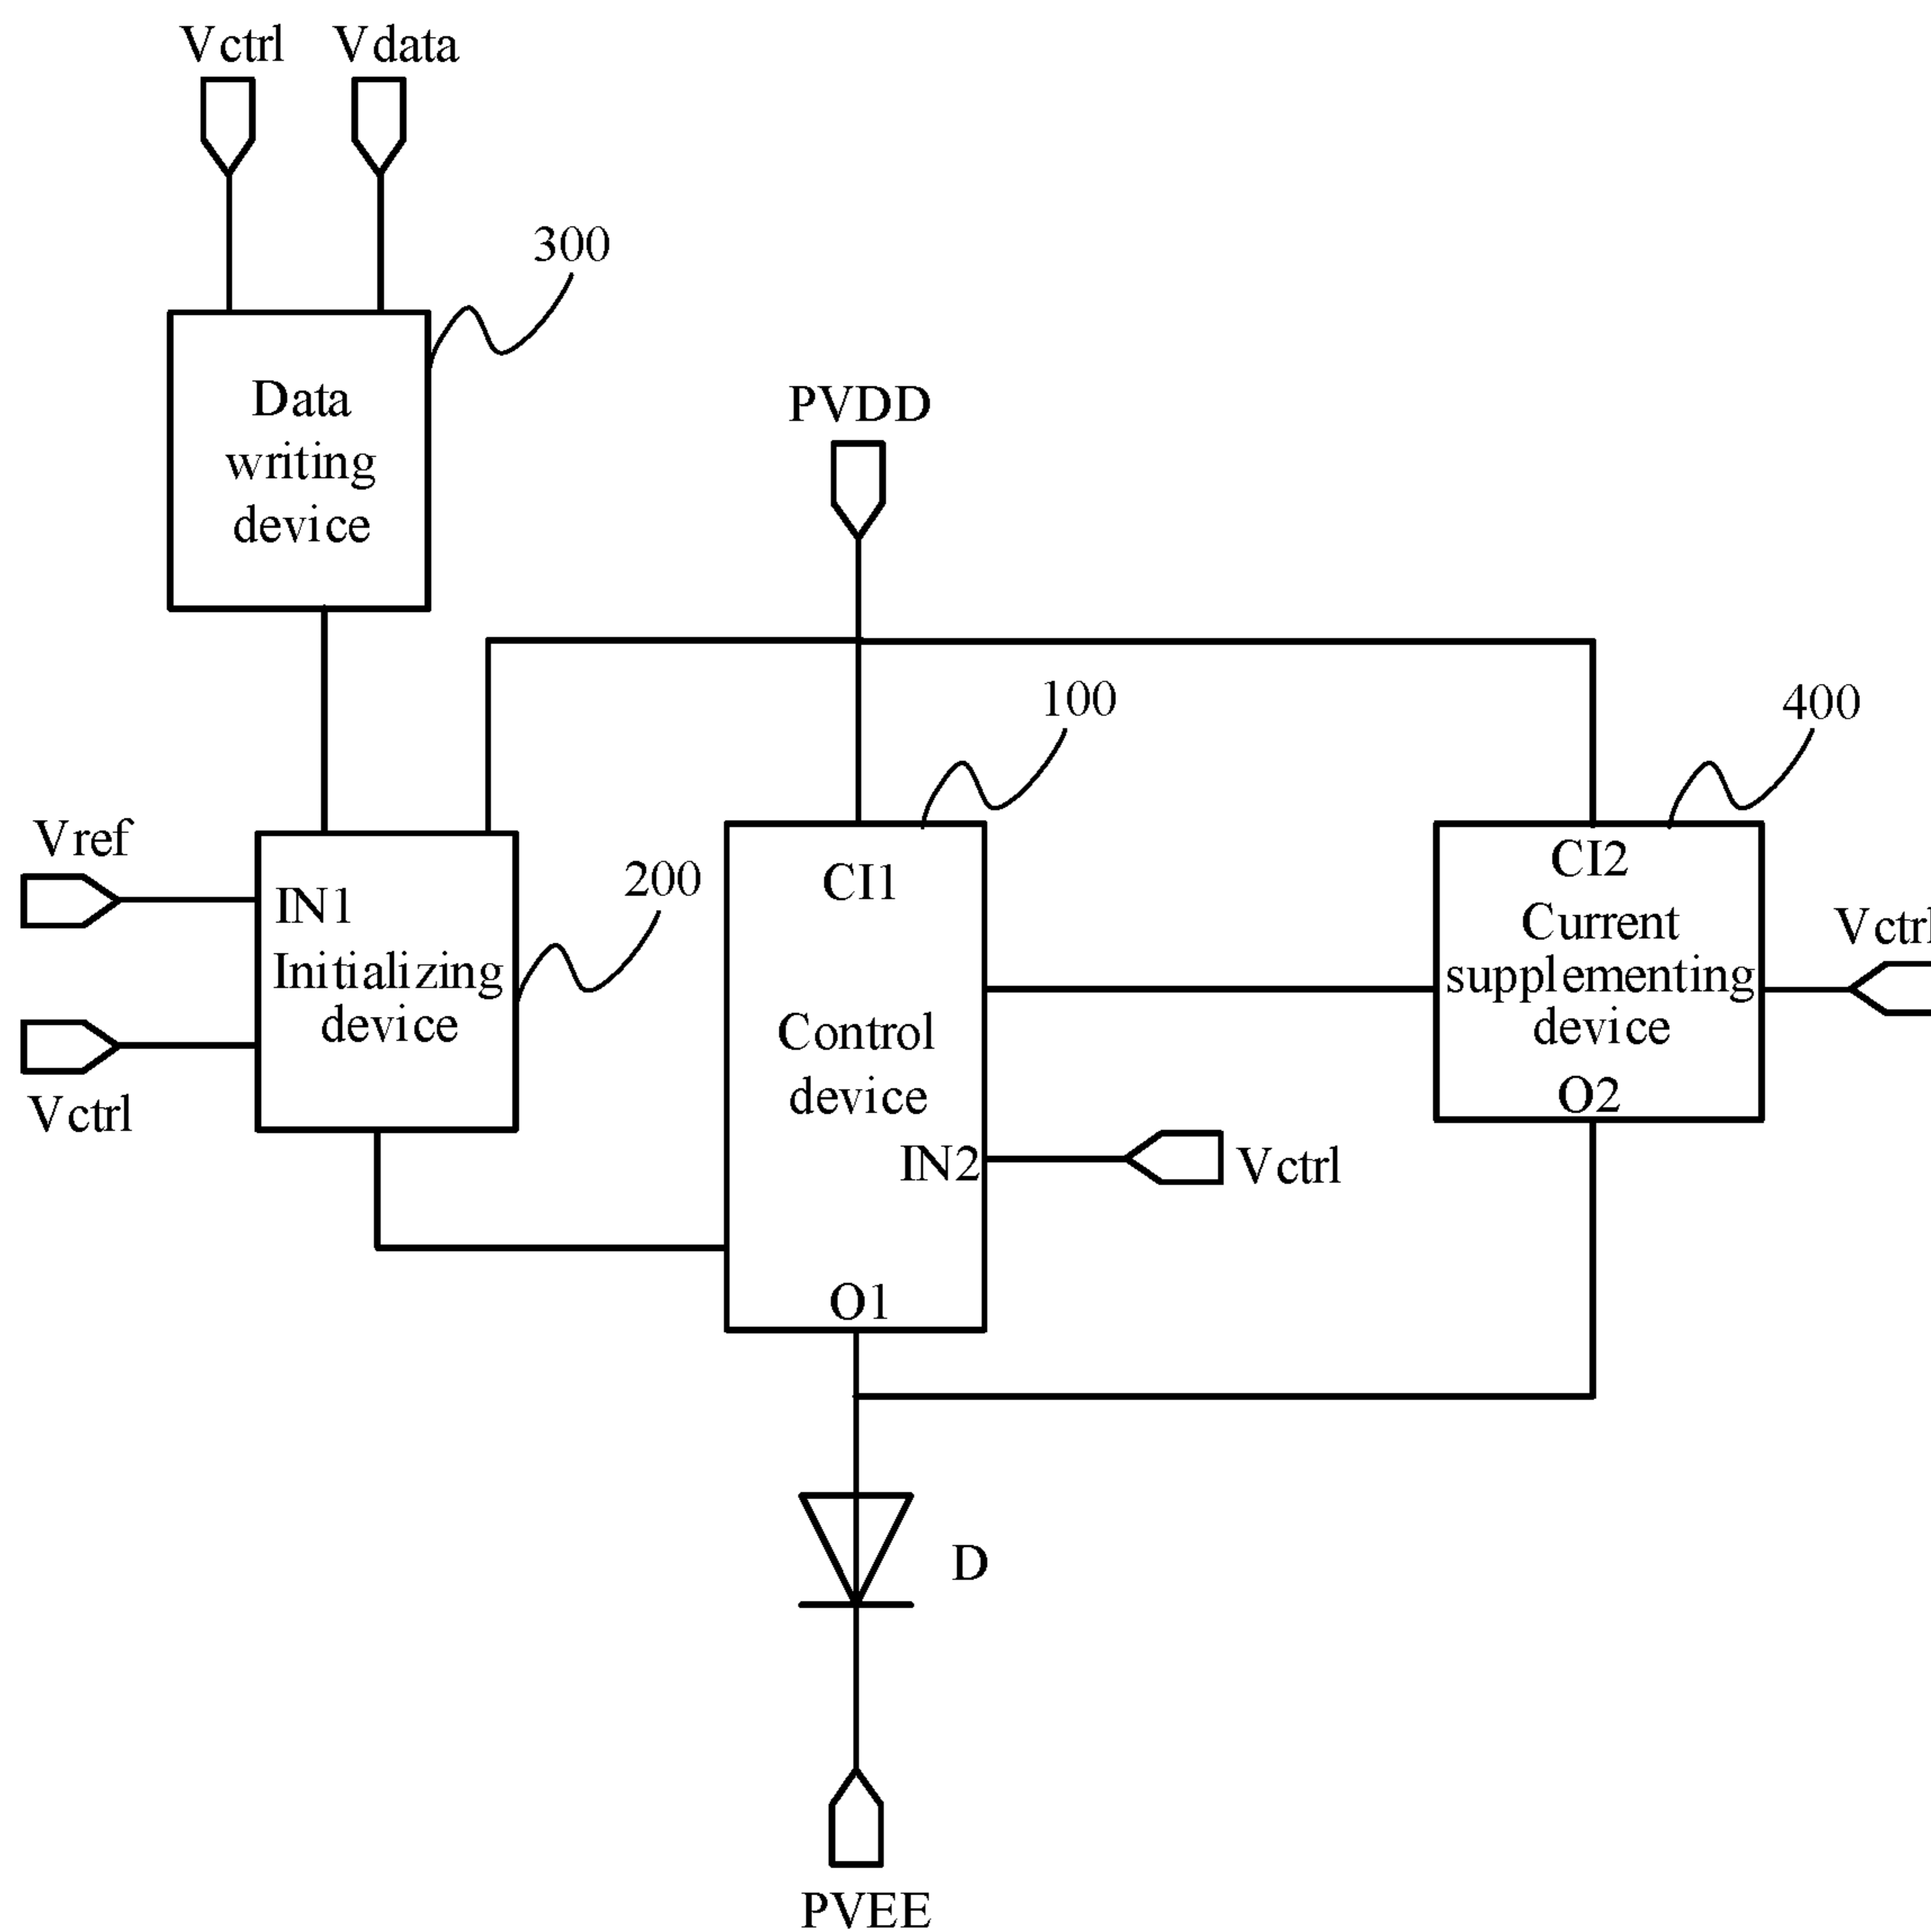 Vctrl Vdata
300
Data
writing
device
PVDD
100
400
Vref
200
IN1
Initializing
device
Vctrl
CI1
Control
device
IN2
Vctrl
O1
CI2
Current
supplementing
device
O2
Vctrl
D
PVEE